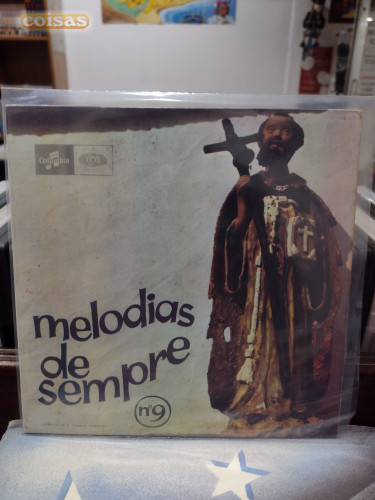 coisas
Columbia
melodias
de
sempre
nº9